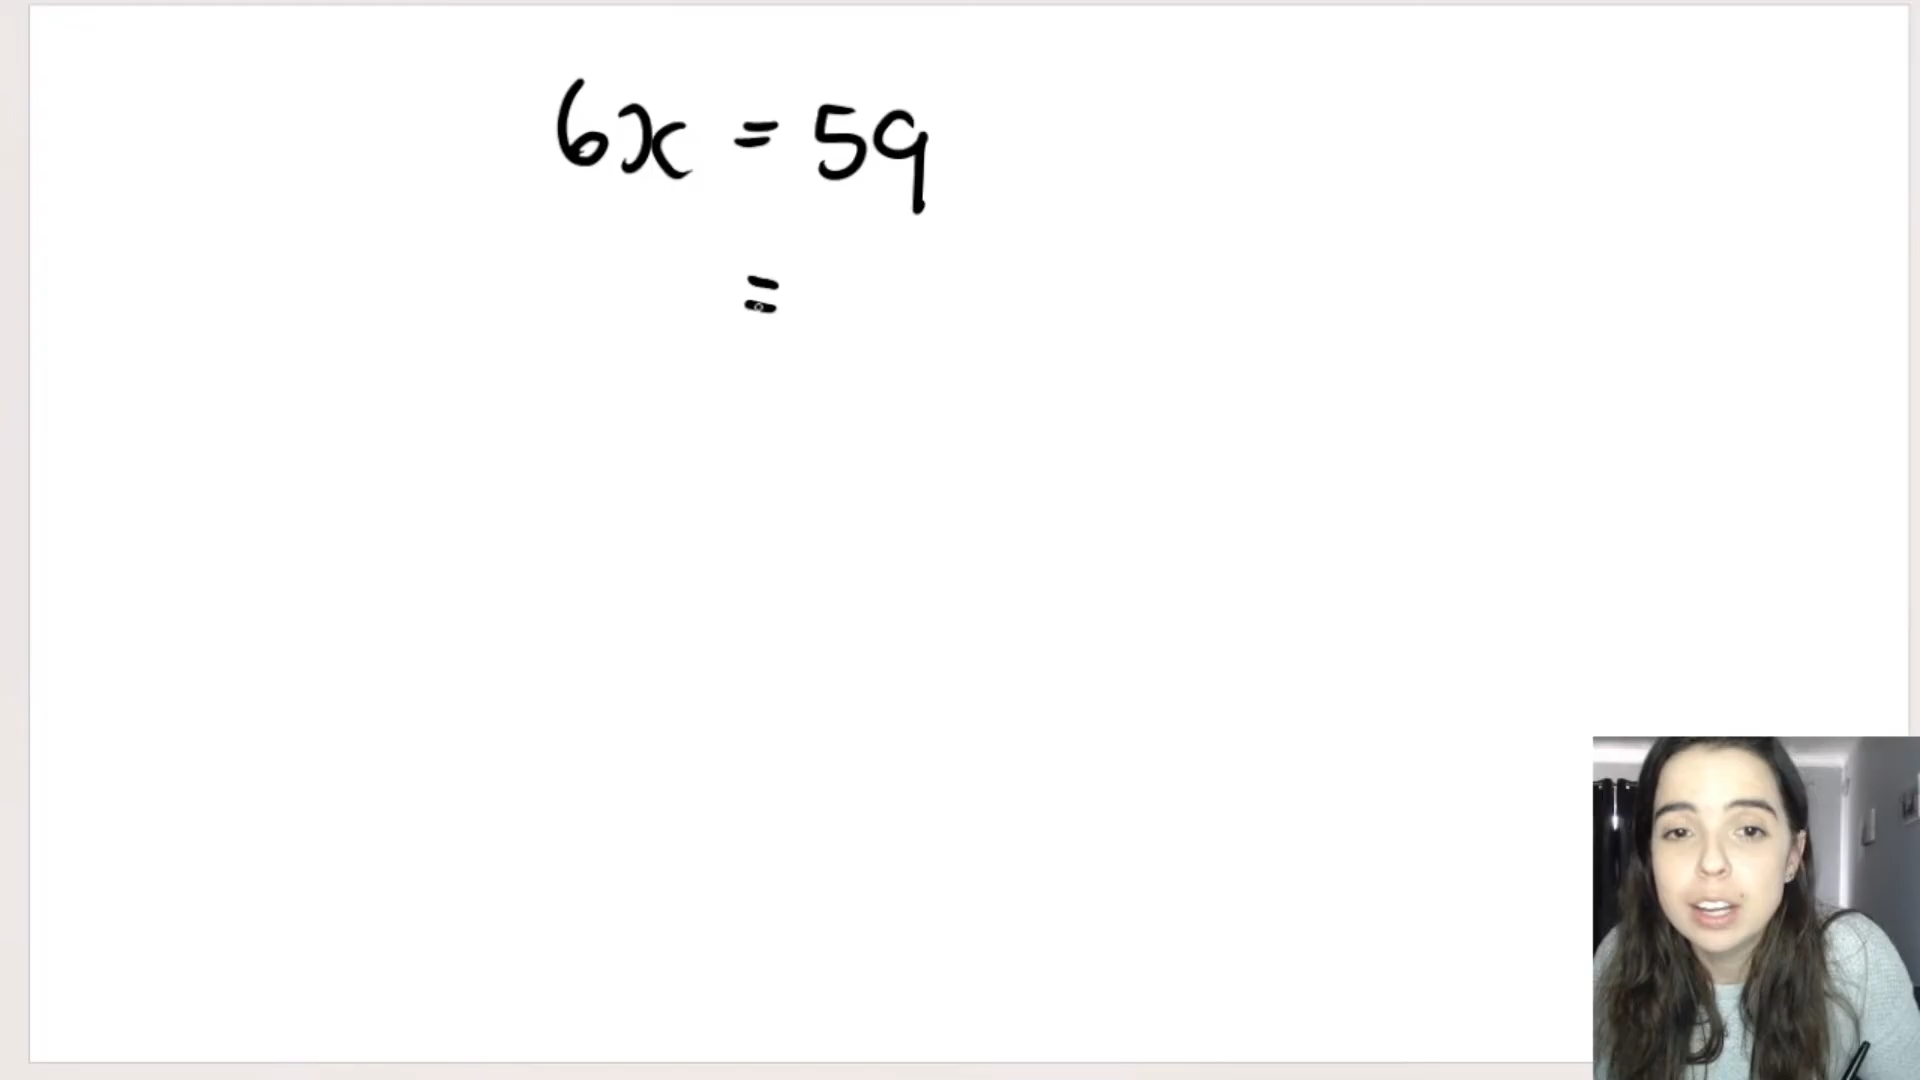 6x = 59
=